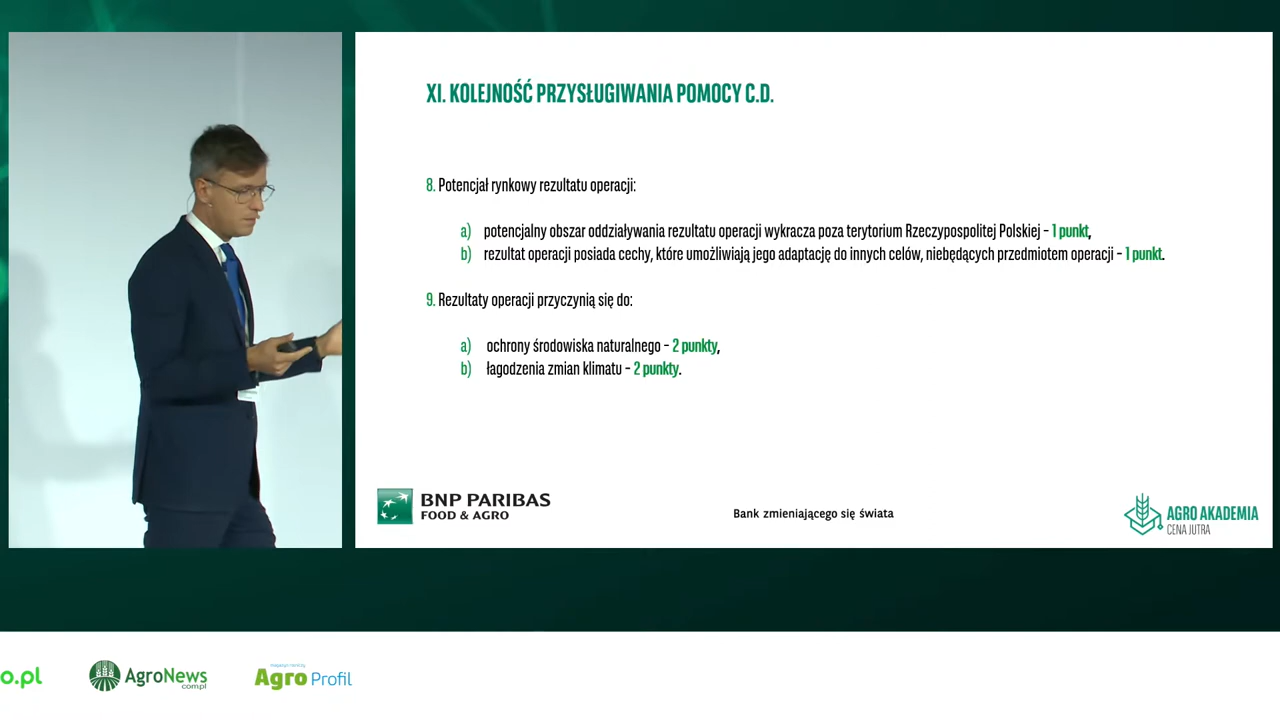 XI. KOLEJNOŚĆ PRZYSŁUGIWANIA POMOCY C.D.
8. Potencjał rynkowy rezultatu operacji:
a) potencjalny obszar oddziaływania rezultatu operacji wykracza poza terytorium Rzeczypospolitej Polskiej – 1 punkt,
b) rezultat operacji posiada cechy, które umożliwiają jego adaptację do innych celów, niebędących przedmiotem operacji – 1 punkt.
9. Rezultaty operacji przyczynią się do:
a) ochrony środowiska naturalnego – 2 punkty,
b) łagodzenia zmian klimatu – 2 punkty.
BNP PARIBAS
FOOD & AGRO
Bank zmieniającego się świata
AGRO AKADEMIA
CENA JUTRA
o.pl
AgroNews
com.pl
Agro Profil